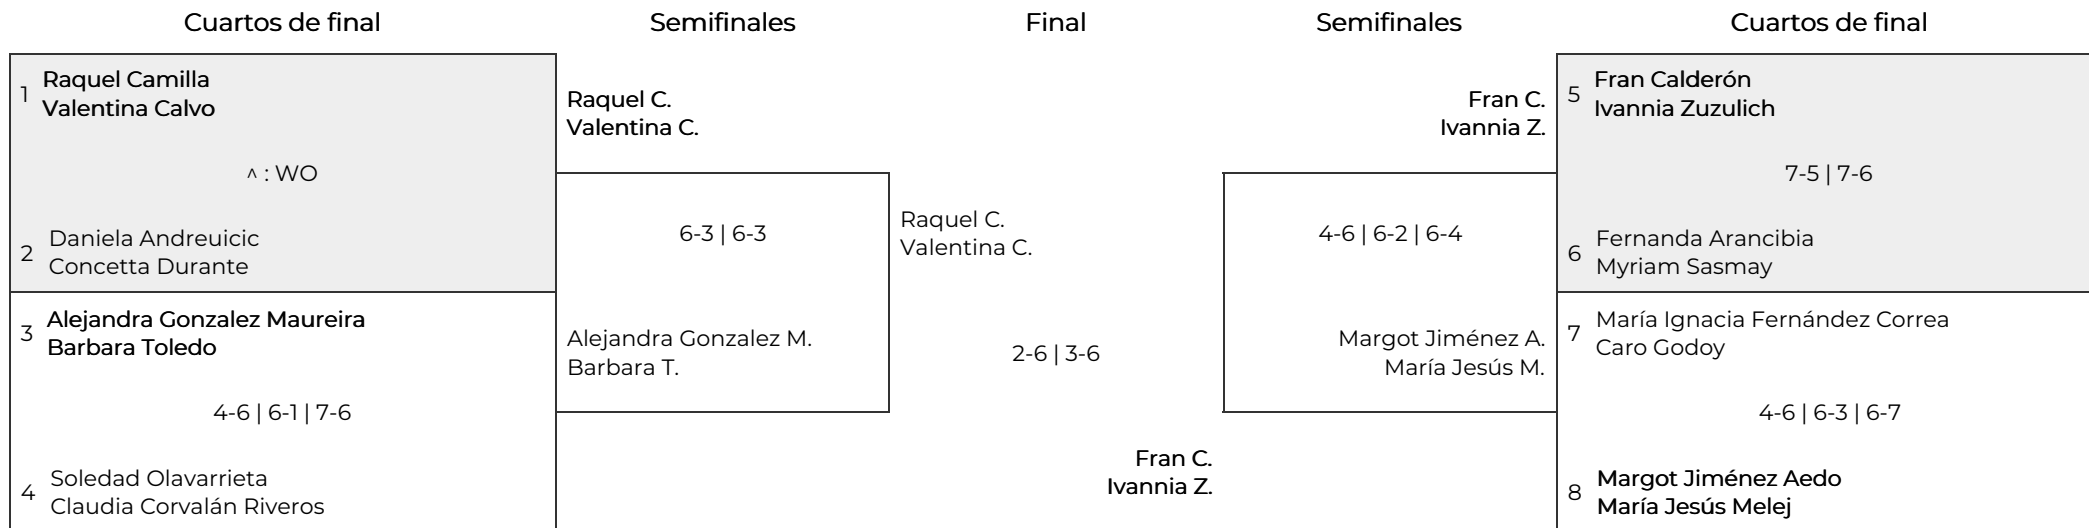 Cuartos de final
Semifinales
Final
Semifinales
Cuartos de final
1
Raquel Camilla
Valentina Calvo
^ : WO
2
Daniela Andreuicic
Concetta Durante
3
Alejandra Gonzalez Maureira
Barbara Toledo
4-6 | 6-1 | 7-6
4
Soledad Olavarrieta
Claudia Corvalán Riveros
Raquel C.
Valentina C.
6-3 | 6-3
Alejandra Gonzalez M.
Barbara T.
Raquel C.
Valentina C.
2-6 | 3-6
Fran C.
Ivannia Z.
Fran C.
Ivannia Z.
4-6 | 6-2 | 6-4
Margot Jiménez A.
María Jesús M.
5
Fran Calderón
Ivannia Zuzulich
7-5 | 7-6
6
Fernanda Arancibia
Myriam Sasmay
7
María Ignacia Fernández Correa
Caro Godoy
4-6 | 6-3 | 6-7
8
Margot Jiménez Aedo
María Jesús Melej